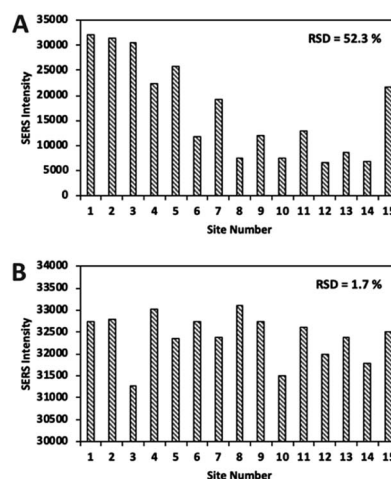 A
RSD = 52.3 %
SERS Intensity
35000
30000
25000
20000
15000
10000
5000
0
1 2 3 4 5 6 7 8 9 10 11 12 13 14 15
Site Number
B
RSD = 1.7 %
SERS Intensity
34000
33500
33000
32500
32000
31500
31000
30500
30000
1 2 3 4 5 6 7 8 9 10 11 12 13 14 15
Site Number